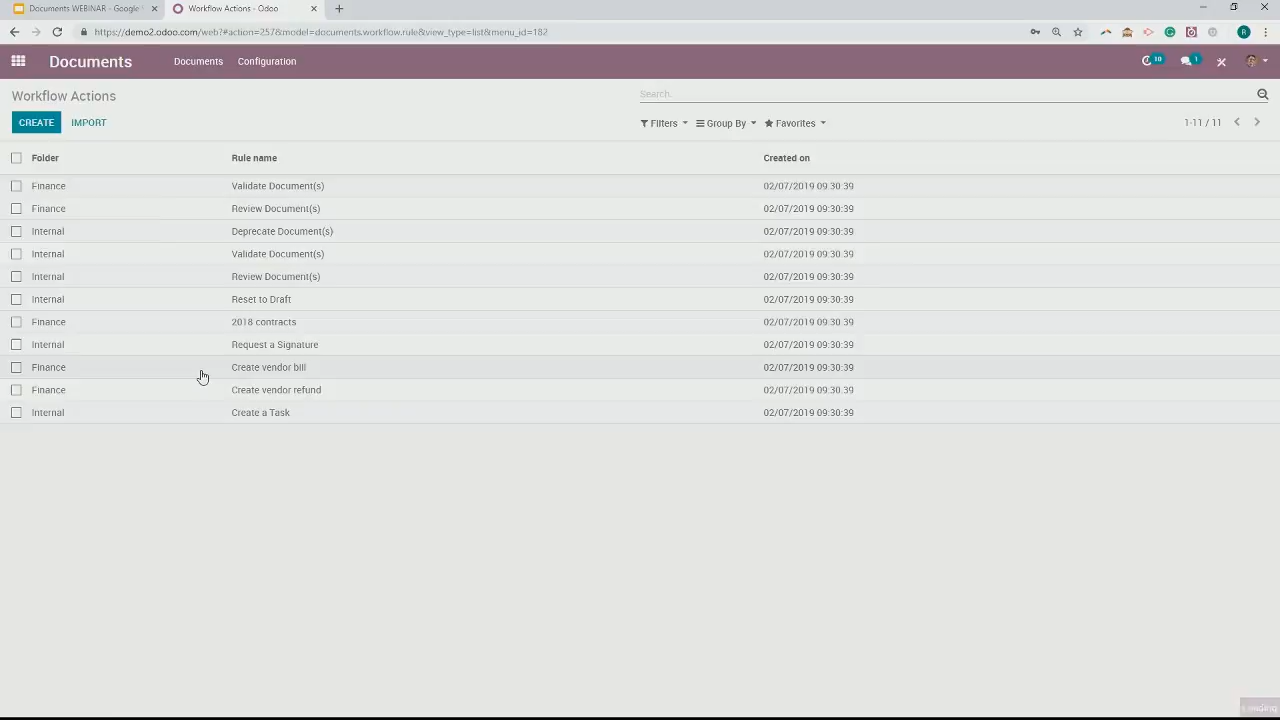 Documents WEBINAR - Google
Workflow Actions - Odoo
https://demo2.odoo.com/web?#action=257&model=documents.workflow.rule&view_type=list&menu_id=182
Documents
Documents
Configuration
10
1
Workflow Actions
Search.
CREATE
IMPORT
Filters
Group By
Favorites
1-11 / 11
Folder Rule name Created on
Finance Validate Document(s) 02/07/2019 09:30:39
Finance Review Document(s) 02/07/2019 09:30:39
Internal Deprecate Document(s) 02/07/2019 09:30:39
Internal Validate Document(s) 02/07/2019 09:30:39
Internal Review Document(s) 02/07/2019 09:30:39
Internal Reset to Draft 02/07/2019 09:30:39
Finance 2018 contracts 02/07/2019 09:30:39
Internal Request a Signature 02/07/2019 09:30:39
Finance Create vendor bill 02/07/2019 09:30:39
Finance Create vendor refund 02/07/2019 09:30:39
Internal Create a Task 02/07/2019 09:30:39